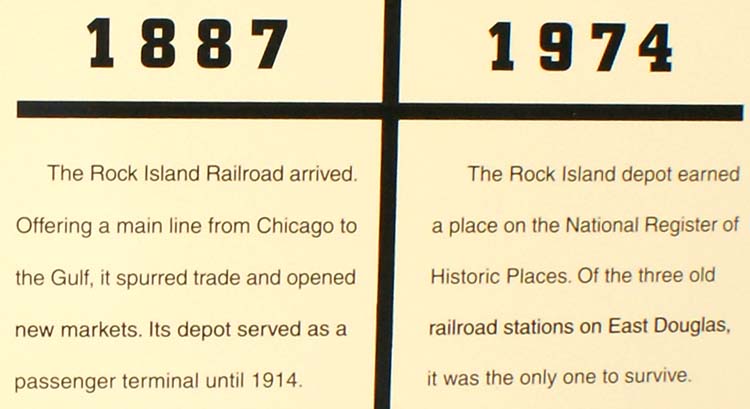 1887
The Rock Island Railroad arrived.
Offering a main line from Chicago to
the Gulf, it spurred trade and opened
new markets. Its depot served as a
passenger terminal until 1914.
1974
The Rock Island depot earned
a place on the National Register of
Historic Places. Of the three old
railroad stations on East Douglas,
it was the only one to survive.